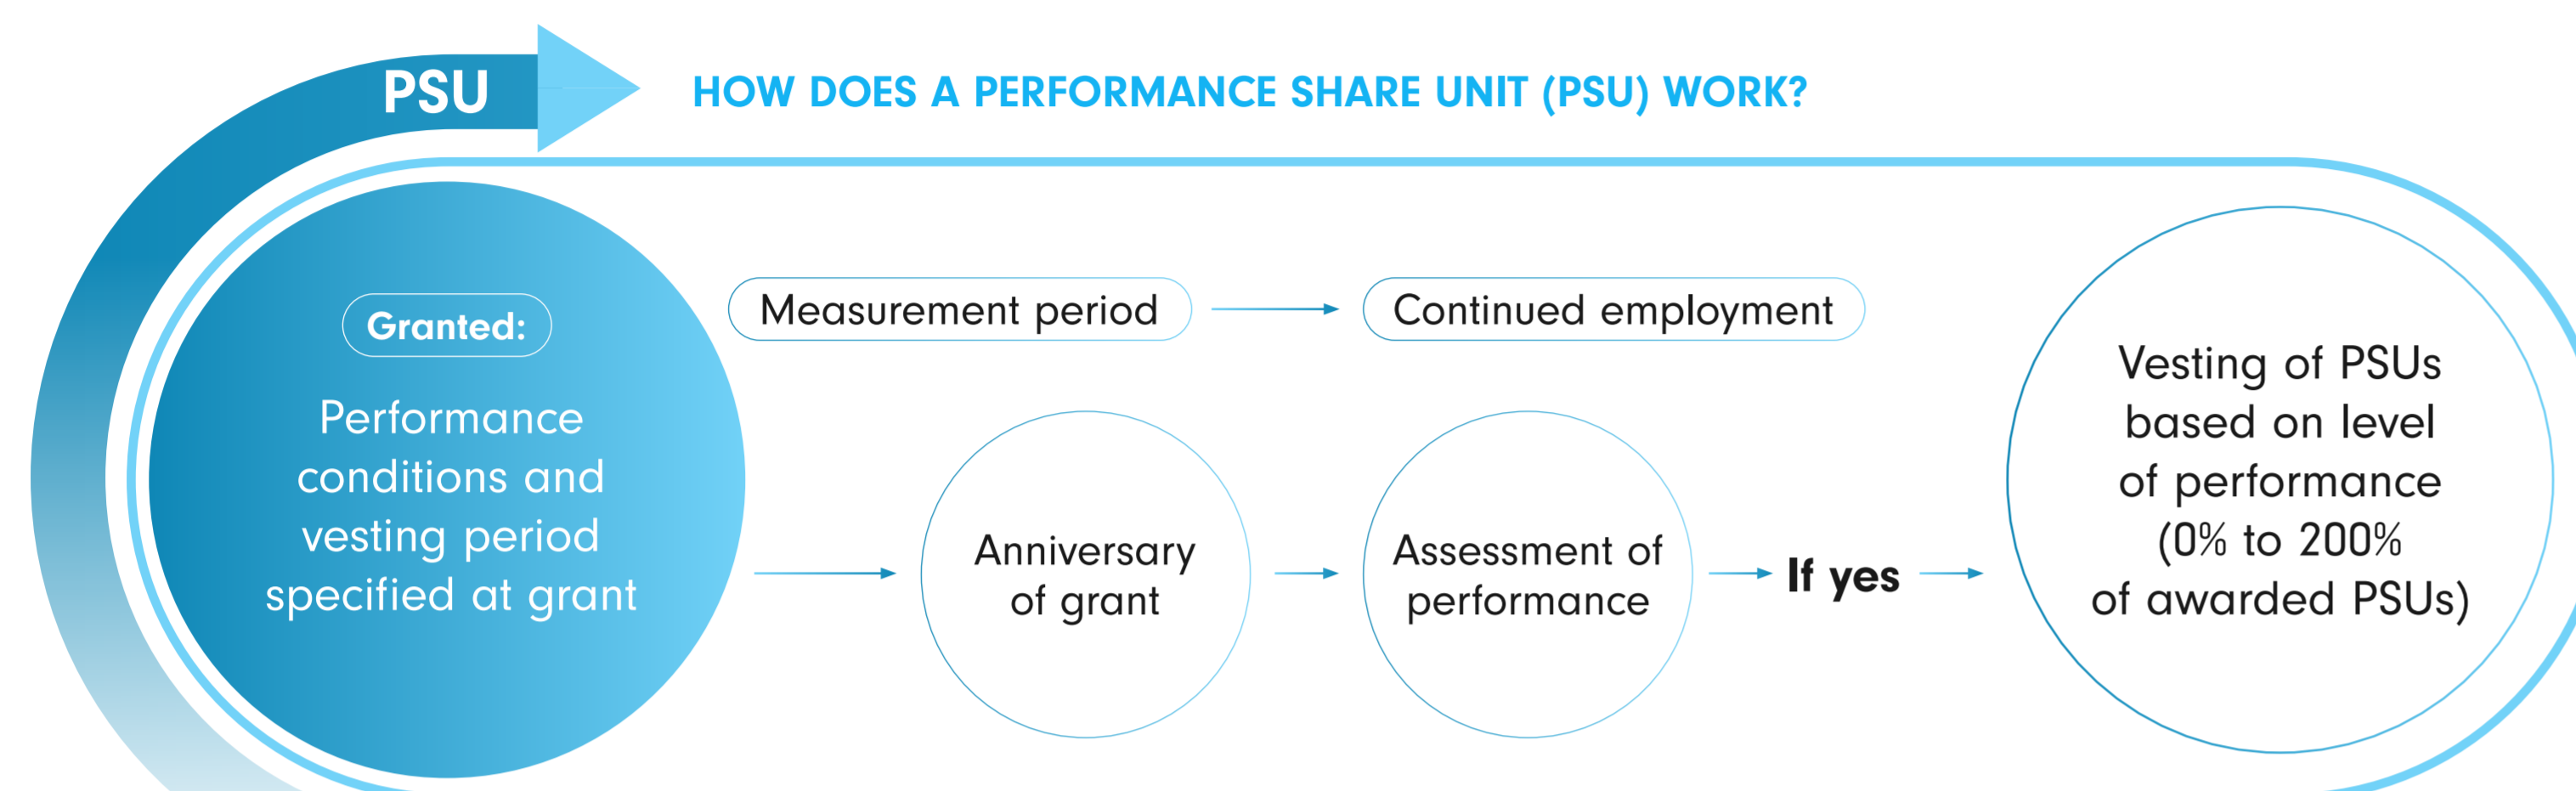 PSU
HOW DOES A PERFORMANCE SHARE UNIT (PSU) WORK?
Granted:
Performance
conditions and
vesting period
specified at grant
Measurement period
Continued employment
Anniversary
of grant
Assessment of
performance
If yes
Vesting of PSUs
based on level
of performance
(0% to 200%
of awarded PSUs)